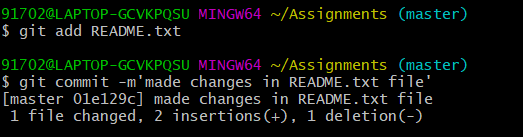 91702@LAPTOP-GCVKPQSU MINGW64 ~/Assignments (master)
$ git add README.txt
91702@LAPTOP-GCVKPQSU MINGW64 ~/Assignments (master)
$ git commit -m'made changes in README.txt file'
[master 01e129c] made changes in README.txt file
1 file changed, 2 insertions(+), 1 deletion(-)